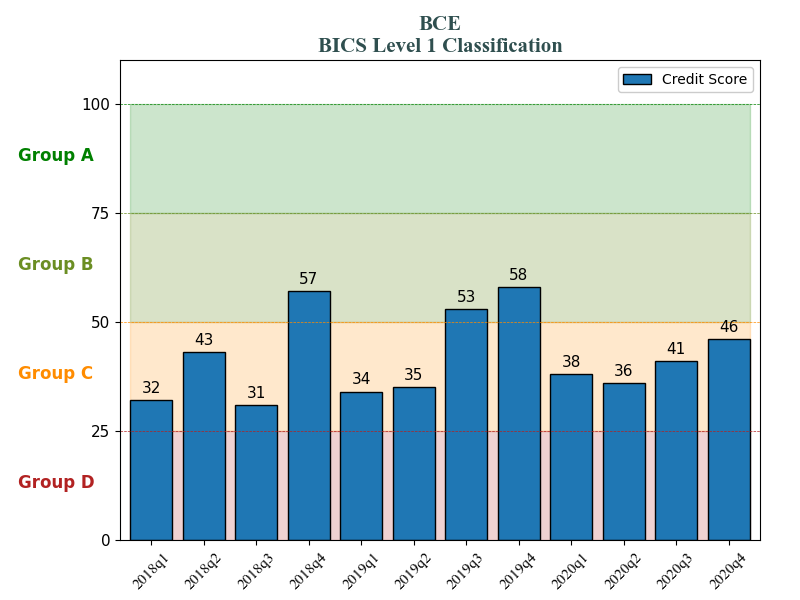 BCE
BICS Level 1 Classification
Credit Score
100
Group A
75
Group B
57
53
58
50
46
43
41
38
36
35
34
32
31
Group C
25
Group D
0
2018q1
2018q2
2018q3
2018q4
2019q1
2019q2
2019q3
2019q4
2020q1
2020q2
2020q3
2020q4